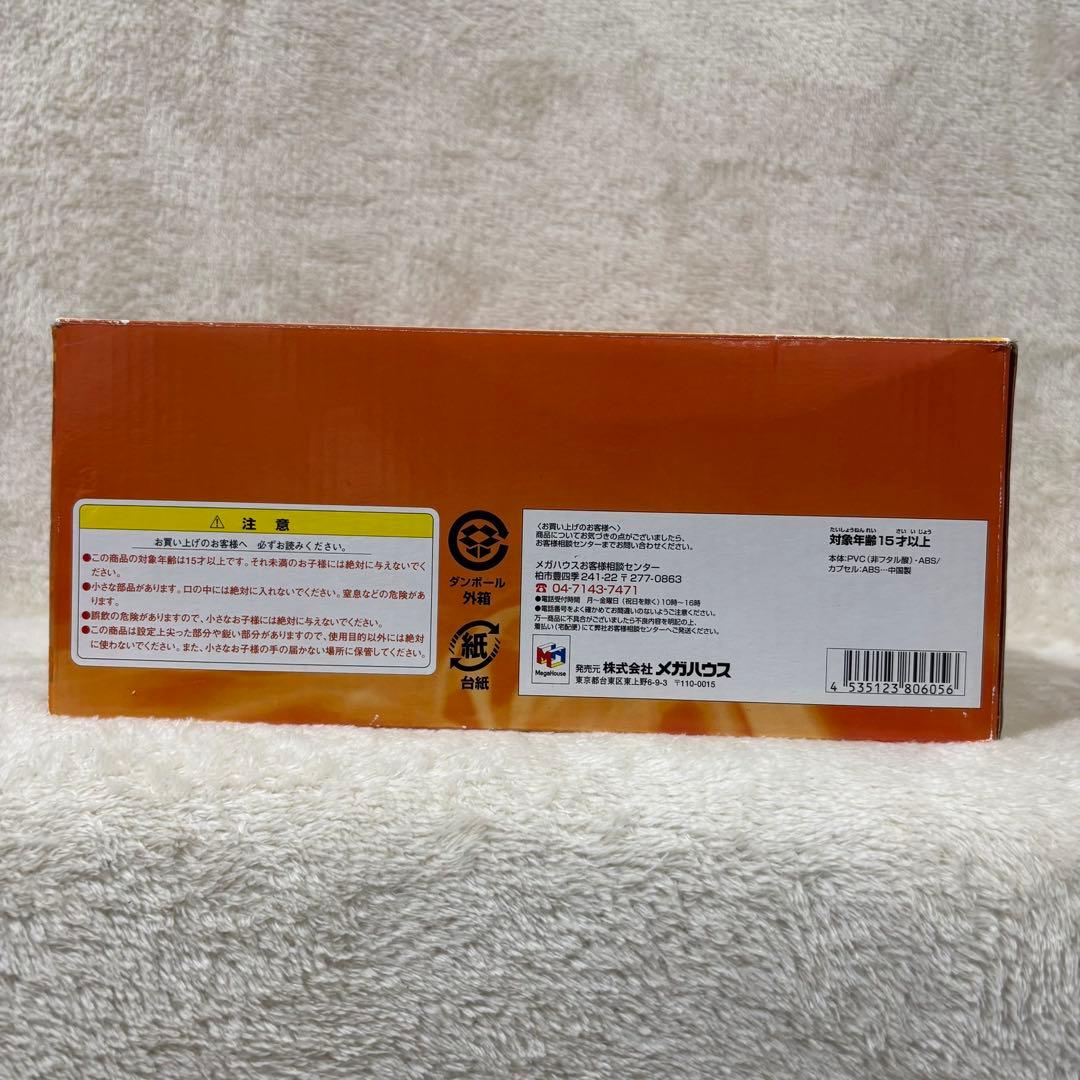 ⚠ 注意
お買い上げのお客様へ 必ずお読みください。
●この商品の対象年齢は15才以上です。それ未満のお子様には絶対に与えないでく
ださい。
●小さな部品があります。口の中には絶対に入れないでください。窒息などの危険があ
ります。
●誤飲の危険がありますので、小さなお子様には絶対に与えないでください。
●この商品は設定上尖った部分や鋭い部分がありますので、使用目的以外には絶対
に使わないでください。また、小さなお子様の手の届かない場所に保管してください。
ダンボール
外箱
紙
台紙
〈お買い上げのお客様へ〉
商品についてお気づきの点がございましたら、
お客様相談センターまでお問い合わせください。
メガハウスお客様相談センター
柏市豊四季241-22 〒277-0863
☎ 04-7143-7471
●電話受付時間 月〜金曜日(祝日を除く)10時〜16時
●電話番号をよく確かめてお間違いのないようご注意ください。
万一商品に不具合がございましたら不良内容を明記の上、
着払い(宅配便)にて弊社お客様相談センターへご発送ください。
MegaHouse
発売元 株式会社 メガハウス
東京都台東区東上野6-9-3 〒110-0015
たいしょうねんれい さいいじょう
対象年齢15才以上
本体:PVC(非フタル酸)・ABS/
カプセル:ABS…中国製
4 535123 806056